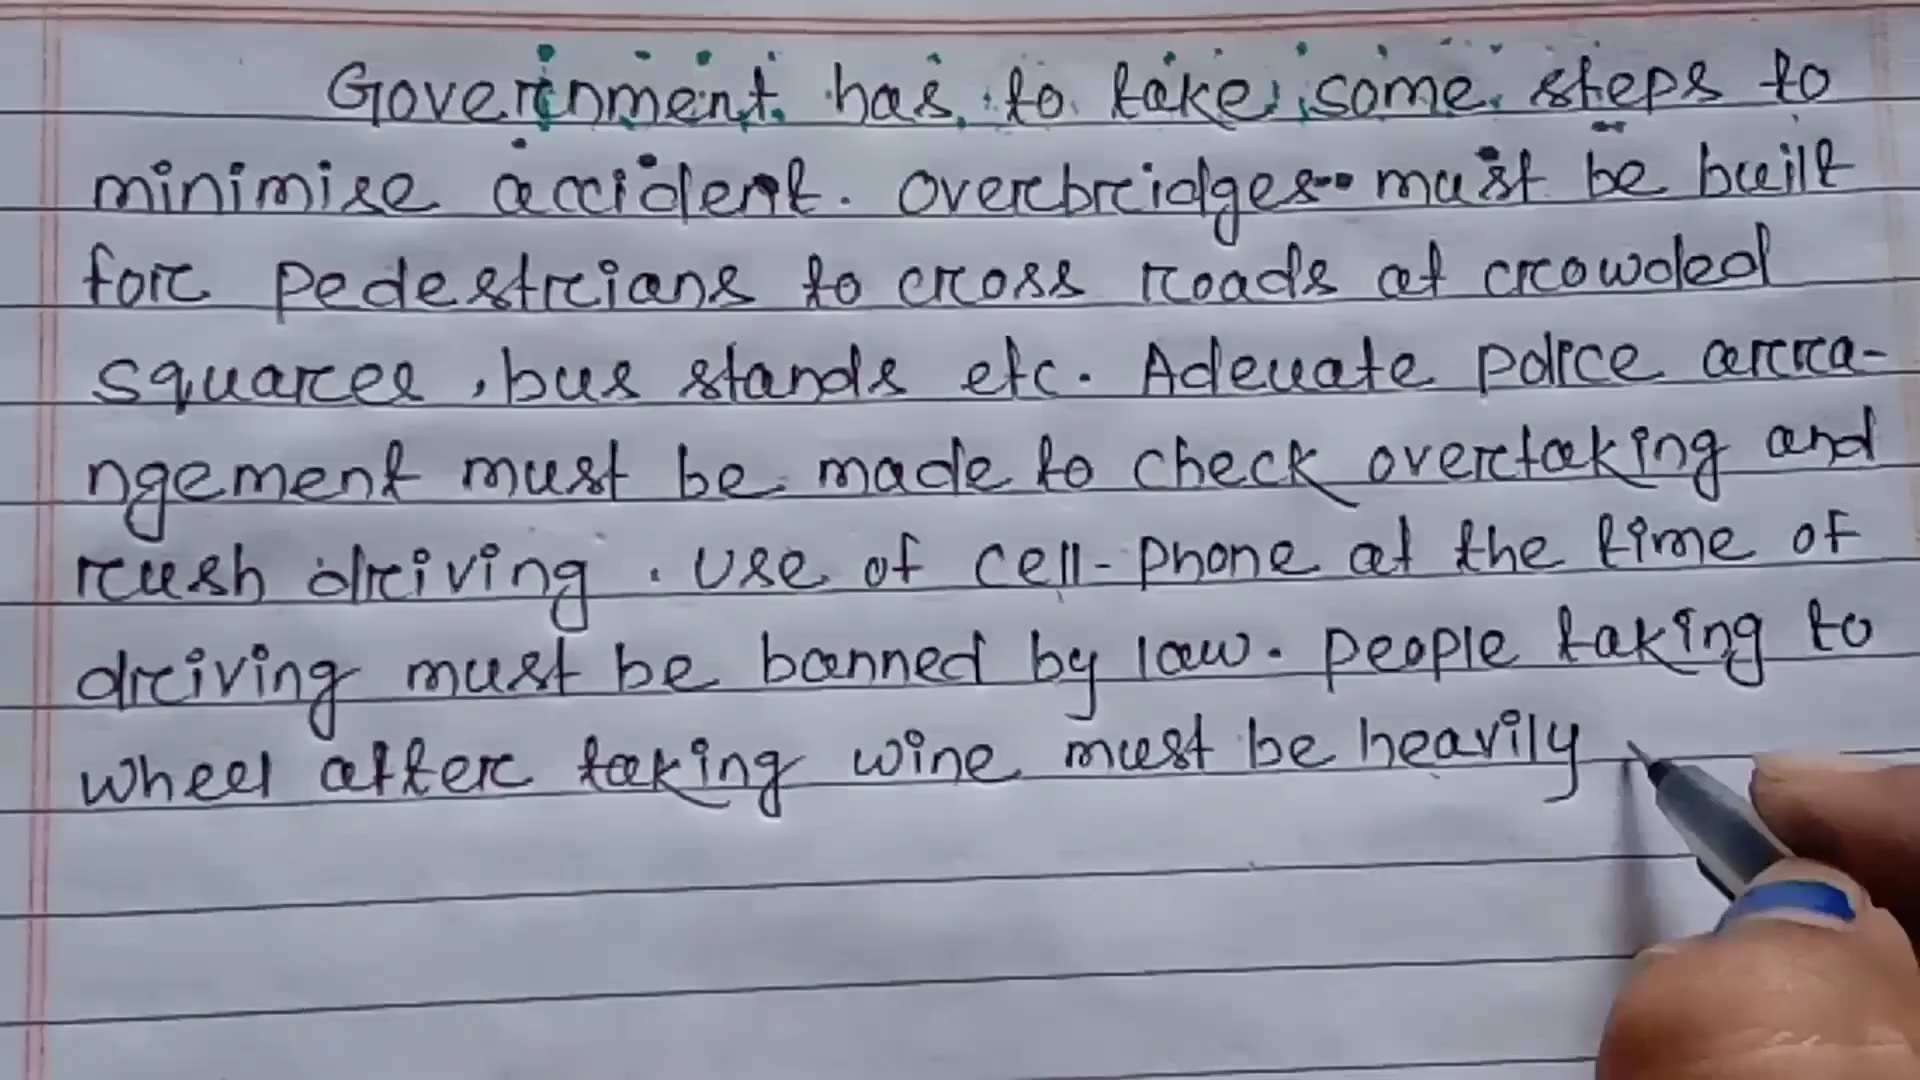 Government has to take some steps to
minimise accident. Overbridges must be built
for pedestrians to cross roads at crowded
squares, bus stands etc. Adeuate police arra-
ngement must be made to check overtaking and
rush driving. Use of cell-phone at the time of
driving must be banned by law. People taking to
wheel after taking wine must be heavily